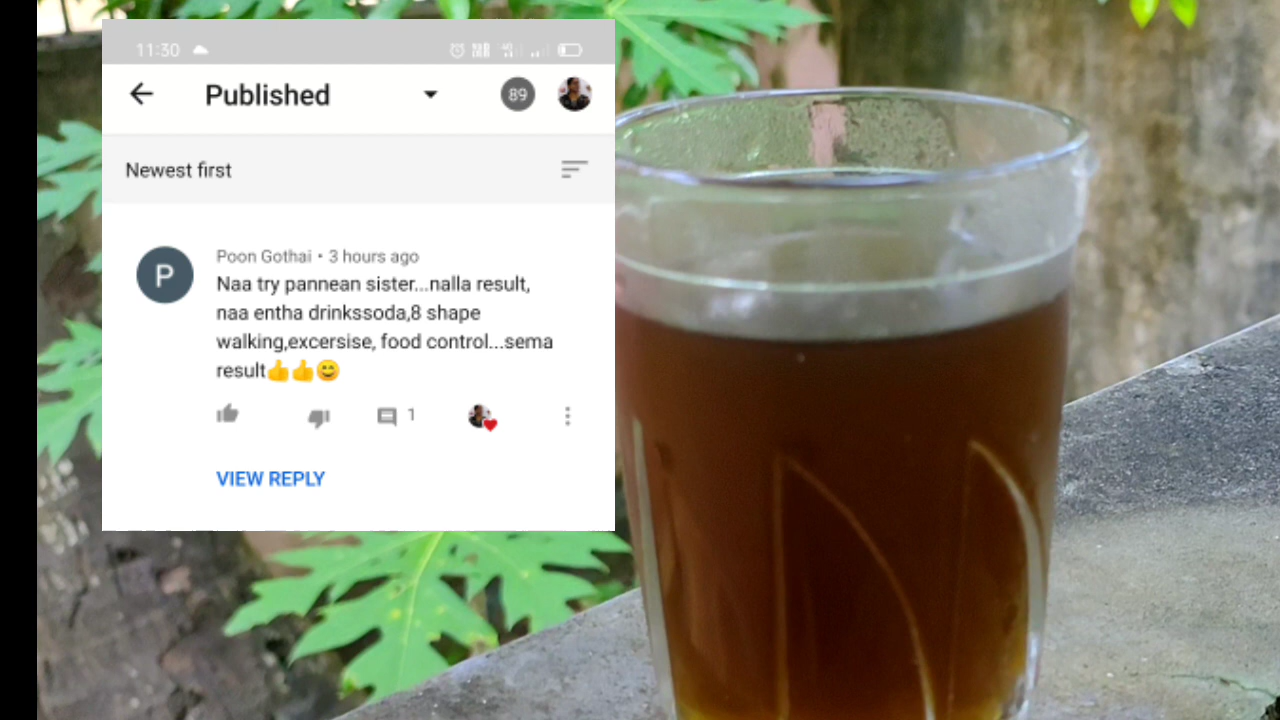 11:30
Published
89
Newest first
P
Poon Gothai • 3 hours ago
Naa try pannean sister...nalla result,
naa entha drinkssoda,8 shape
walking,excersise, food control...sema
result👍👍😊
1
VIEW REPLY